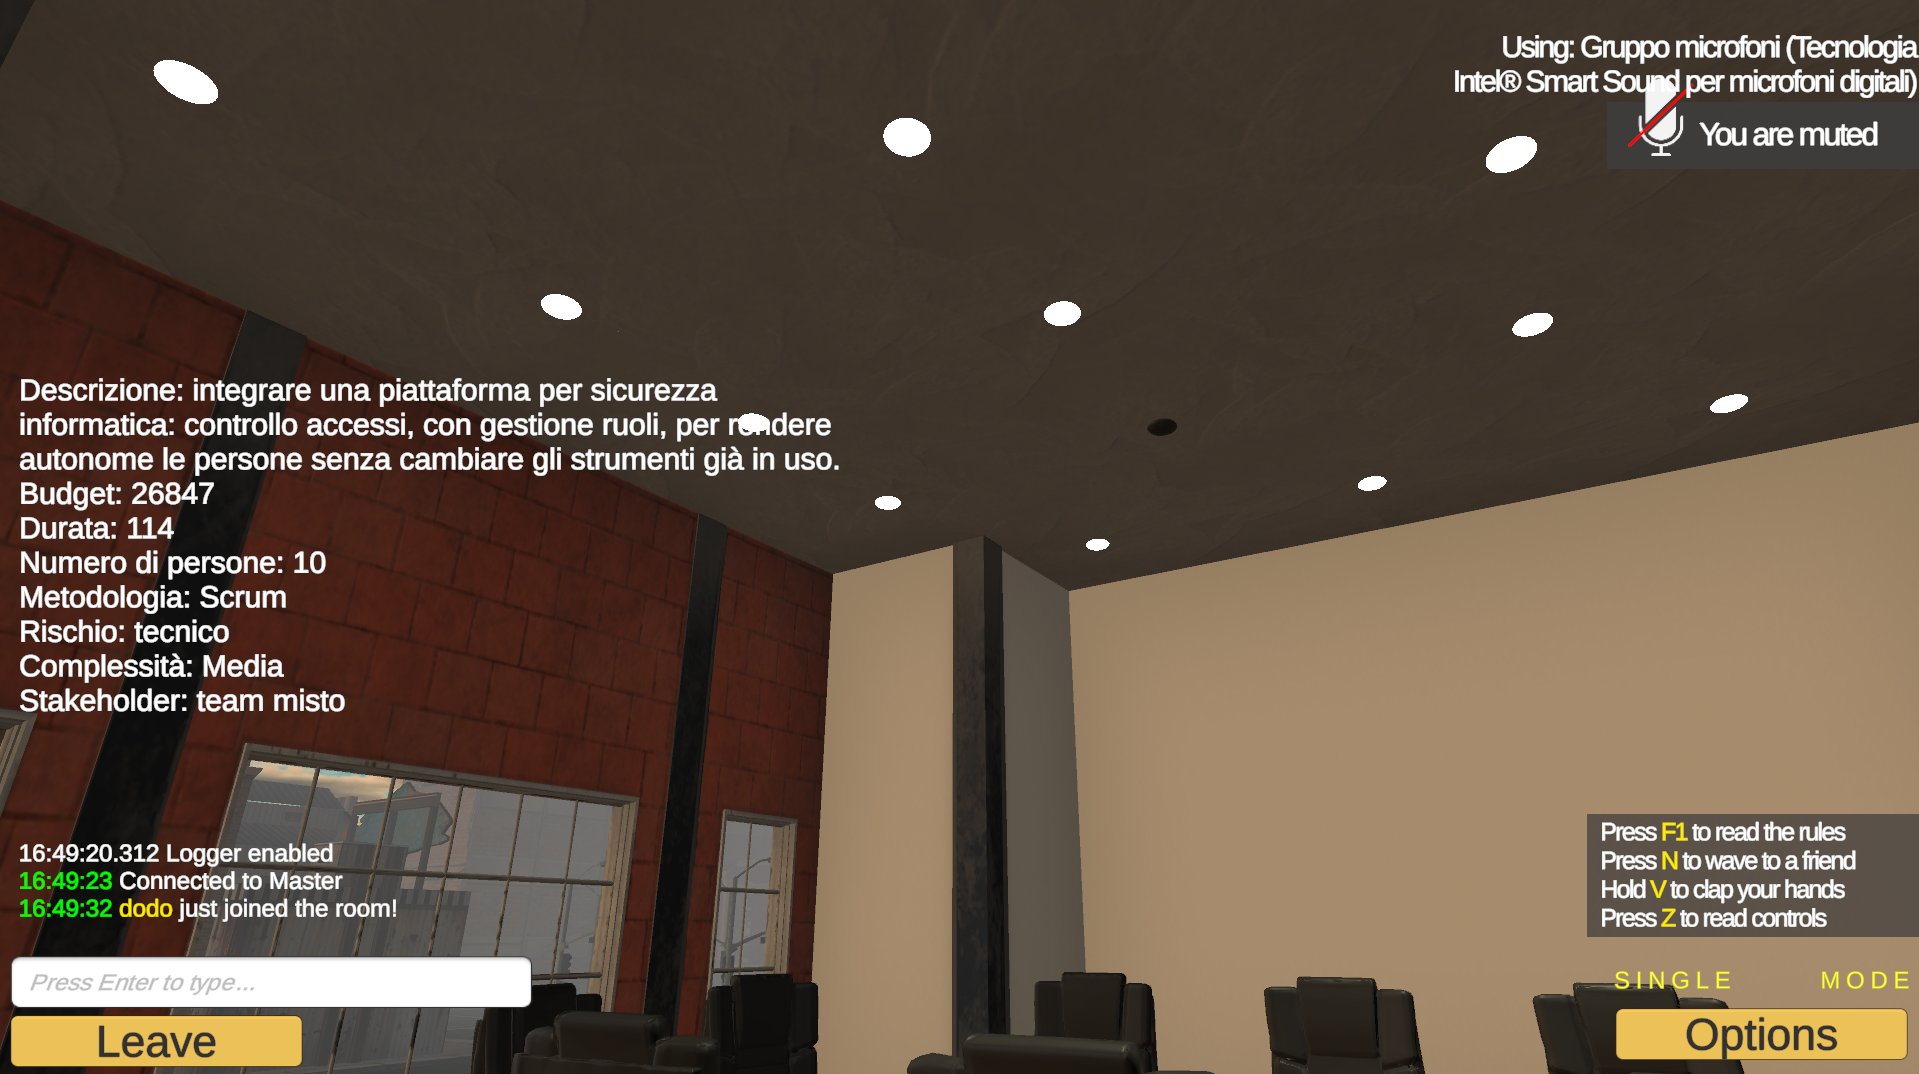 Using: Gruppo microfoni (Tecnologia
Intel® Smart Sound per microfoni digitali)
You are muted
Descrizione: integrare una piattaforma per sicurezza
informatica: controllo accessi, con gestione ruoli, per rendere
autonome le persone senza cambiare gli strumenti già in uso.
Budget: 26847
Durata: 114
Numero di persone: 10
Metodologia: Scrum
Rischio: tecnico
Complessità: Media
Stakeholder: team misto
16:49:20.312 Logger enabled
16:49:23 Connected to Master
16:49:32 dodo just joined the room!
Press Enter to type...
Leave
Press F1 to read the rules
Press N to wave to a friend
Hold V to clap your hands
Press Z to read controls
SINGLE MODE
Options